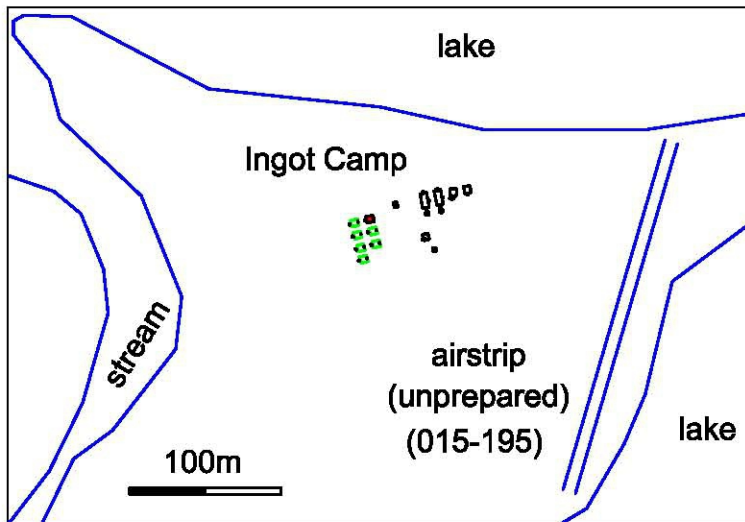 lake
Ingot Camp
stream
airstrip
(unprepared)
(015-195)
lake
100m